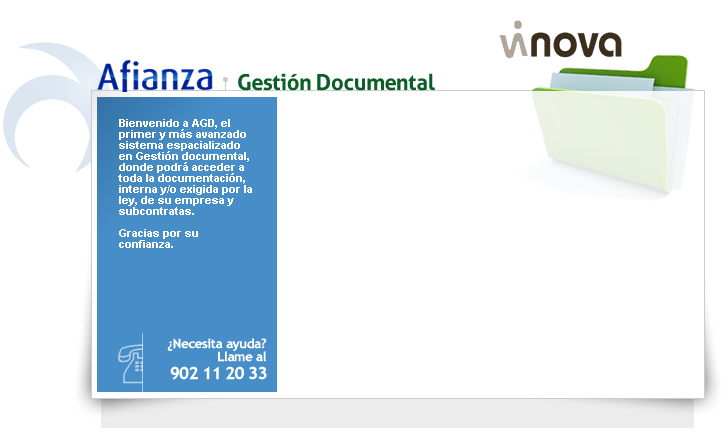 vinova
Afianza
Gestión Documental
Bienvenido a AGD, el
primer y más avanzado
sistema espacializado
en Gestión documental,
donde podrá acceder a
toda la documentación,
interna y/o exigida por la
ley, de su empresa y
subcontratas.
Gracias por su
confianza.
¿Necesita ayuda?
Llame al
902 11 20 33